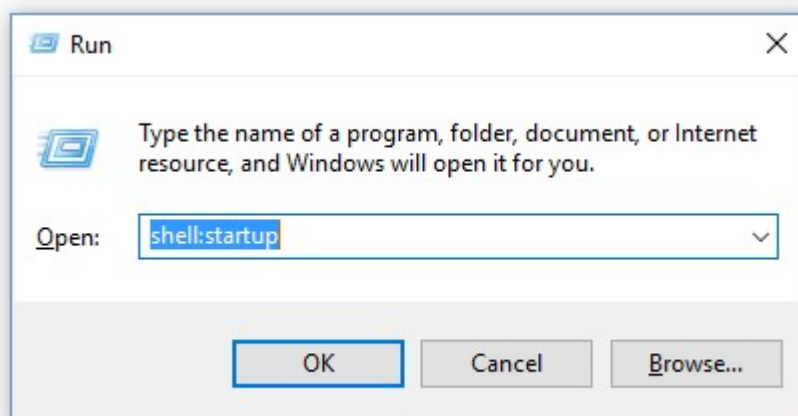 Run
Type the name of a program, folder, document, or Internet
resource, and Windows will open it for you.
Open: shell:startup
OK Cancel Browse...